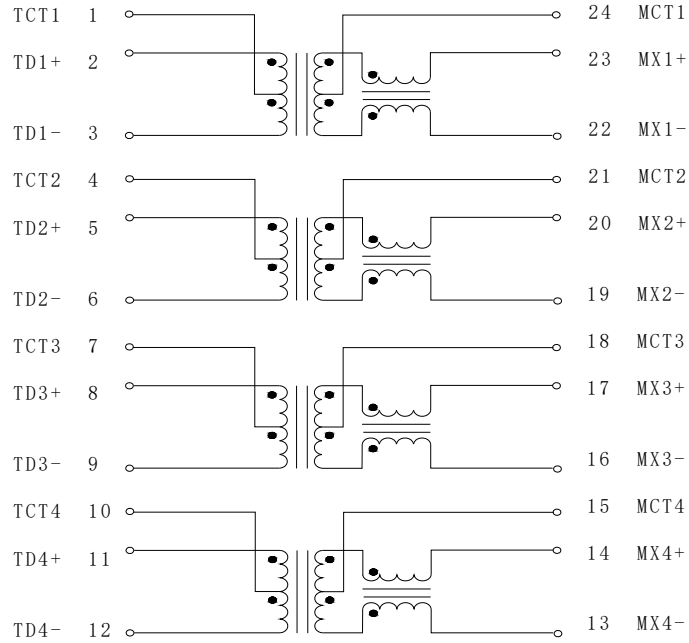 TCT1 1 24 MCT1
TD1+ 2 23 MX1+
TD1- 3 22 MX1-
TCT2 4 21 MCT2
TD2+ 5 20 MX2+
TD2- 6 19 MX2-
TCT3 7 18 MCT3
TD3+ 8 17 MX3+
TD3- 9 16 MX3-
TCT4 10 15 MCT4
TD4+ 11 14 MX4+
TD4- 12 13 MX4-